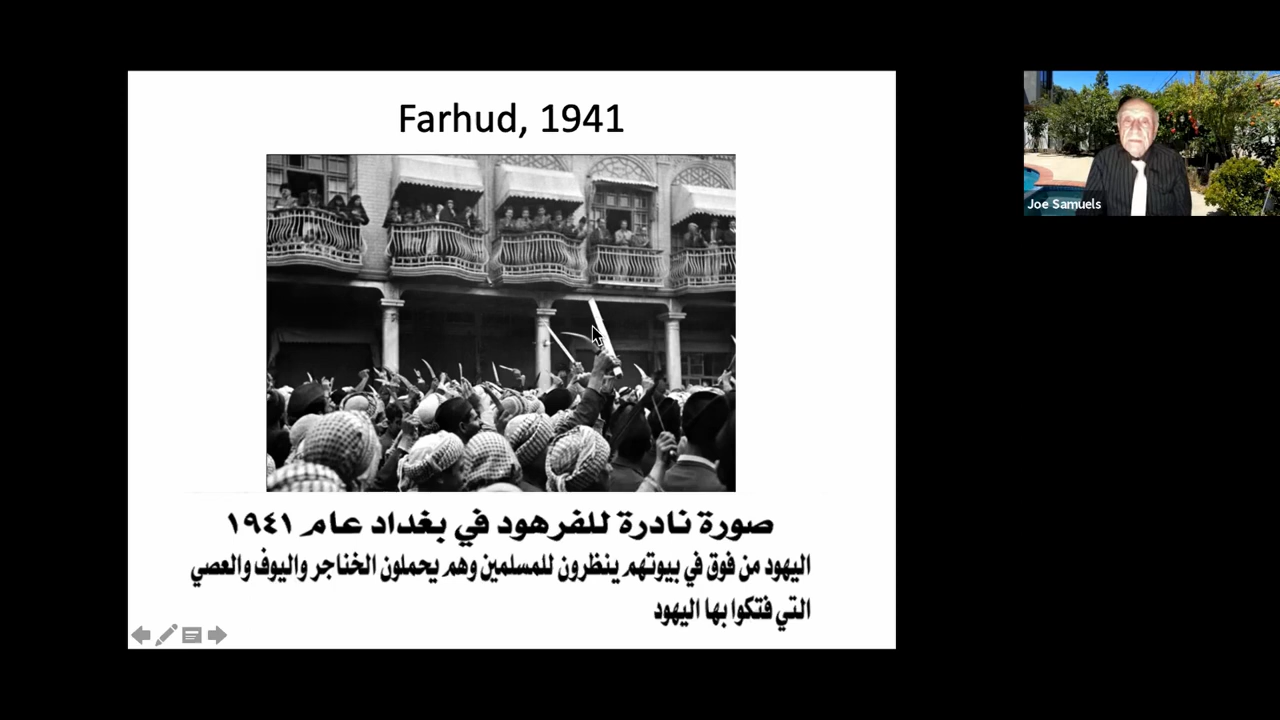 Farhud, 1941
صورة نادرة للفرهود في بغداد عام ١٩٤١
اليهود من فوق في بيوتهم ينظرون للمسلمين وهم يحملون الخناجر واليوف والعصي
التي فتكوا بها اليهود
Joe Samuels